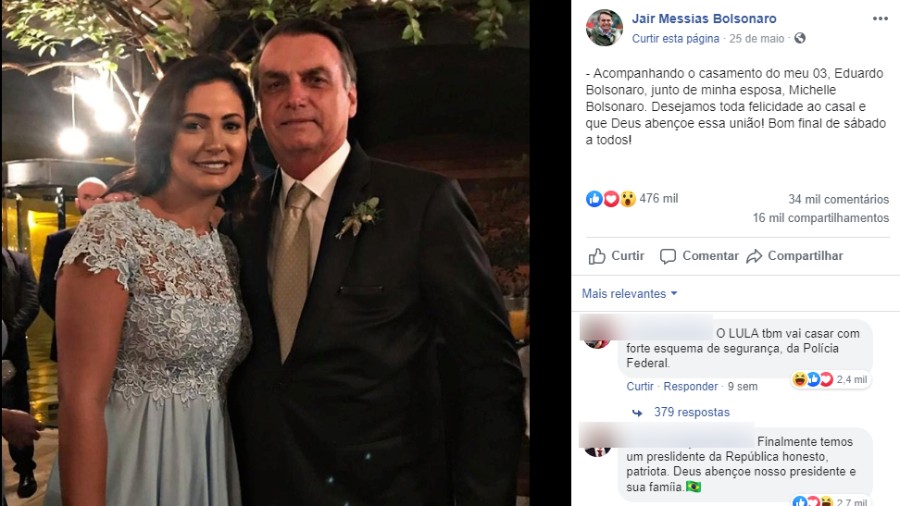 Jair Messias Bolsonaro
Curtir esta página · 25 de maio ·
- Acompanhando o casamento do meu 03, Eduardo
Bolsonaro, junto de minha esposa, Michelle
Bolsonaro. Desejamos toda felicidade ao casal e
que Deus abençoe essa união! Bom final de sábado
a todos!
476 mil
34 mil comentários
16 mil compartilhamentos
Curtir Comentar Compartilhar
Mais relevantes
O LULA tbm vai casar com
forte esquema de segurança, da Polícia
Federal.
2,4 mil
Curtir · Responder · 9 sem
379 respostas
Finalmente temos
um presidente da República honesto,
patriota. Deus abençoe nosso presidente e
sua famíia.
2,7 mil